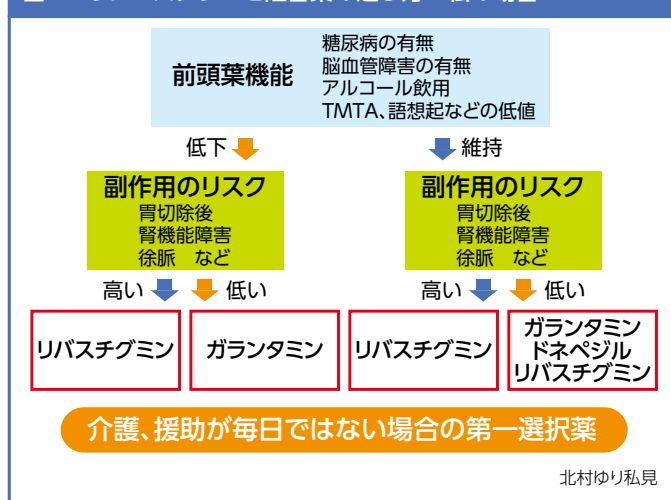 前頭葉機能
糖尿病の有無
脳血管障害の有無
アルコール飲用
TMTA、語想起などの低値
低下
維持
副作用のリスク
胃切除後
腎機能障害
徐脈 など
副作用のリスク
胃切除後
腎機能障害
徐脈 など
高い
低い
高い
低い
リバスチグミン
ガランタミン
リバスチグミン
ガランタミン
ドネペジル
リバスチグミン
介護、援助が毎日ではない場合の第一選択薬
北村ゆり私見